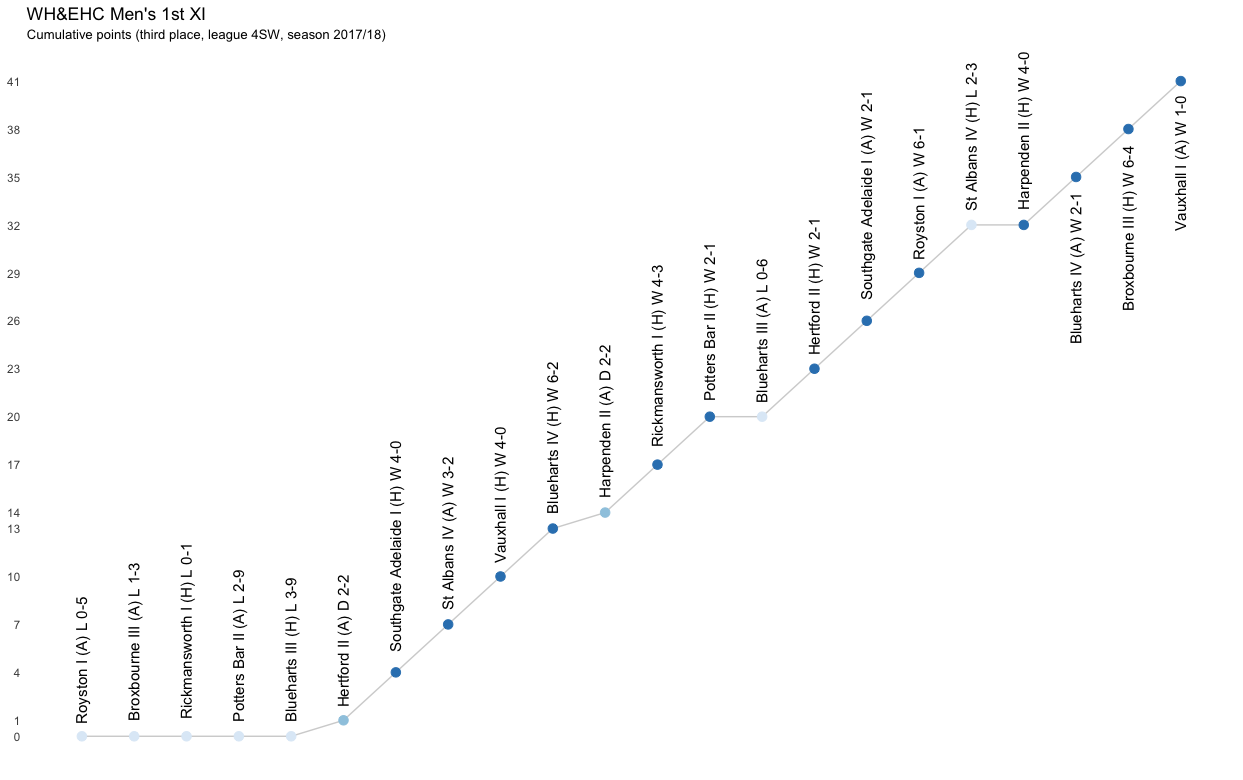 WH&EHC Men's 1st XI
Cumulative points (third place, league 4SW, season 2017/18)
41
38
35
32
29
26
23
20
17
14
13
10
7
4
1
0
Royston I (A) L 0-5
Broxbourne III (A) L 1-3
Rickmansworth I (H) L 0-1
Potters Bar II (A) L 2-9
Blueharts III (H) L 3-9
Hertford II (A) D 2-2
Southgate Adelaide I (H) W 4-0
St Albans IV (A) W 3-2
Vauxhall I (H) W 4-0
Blueharts IV (H) W 6-2
Harpenden II (A) D 2-2
Rickmansworth I (H) W 4-3
Potters Bar II (H) W 2-1
Blueharts III (A) L 0-6
Hertford II (H) W 2-1
Southgate Adelaide I (A) W 2-1
Royston I (A) W 6-1
St Albans IV (H) L 2-3
Harpenden II (H) W 4-0
Blueharts IV (A) W 2-1
Broxbourne III (H) W 6-4
Vauxhall I (A) W 1-0